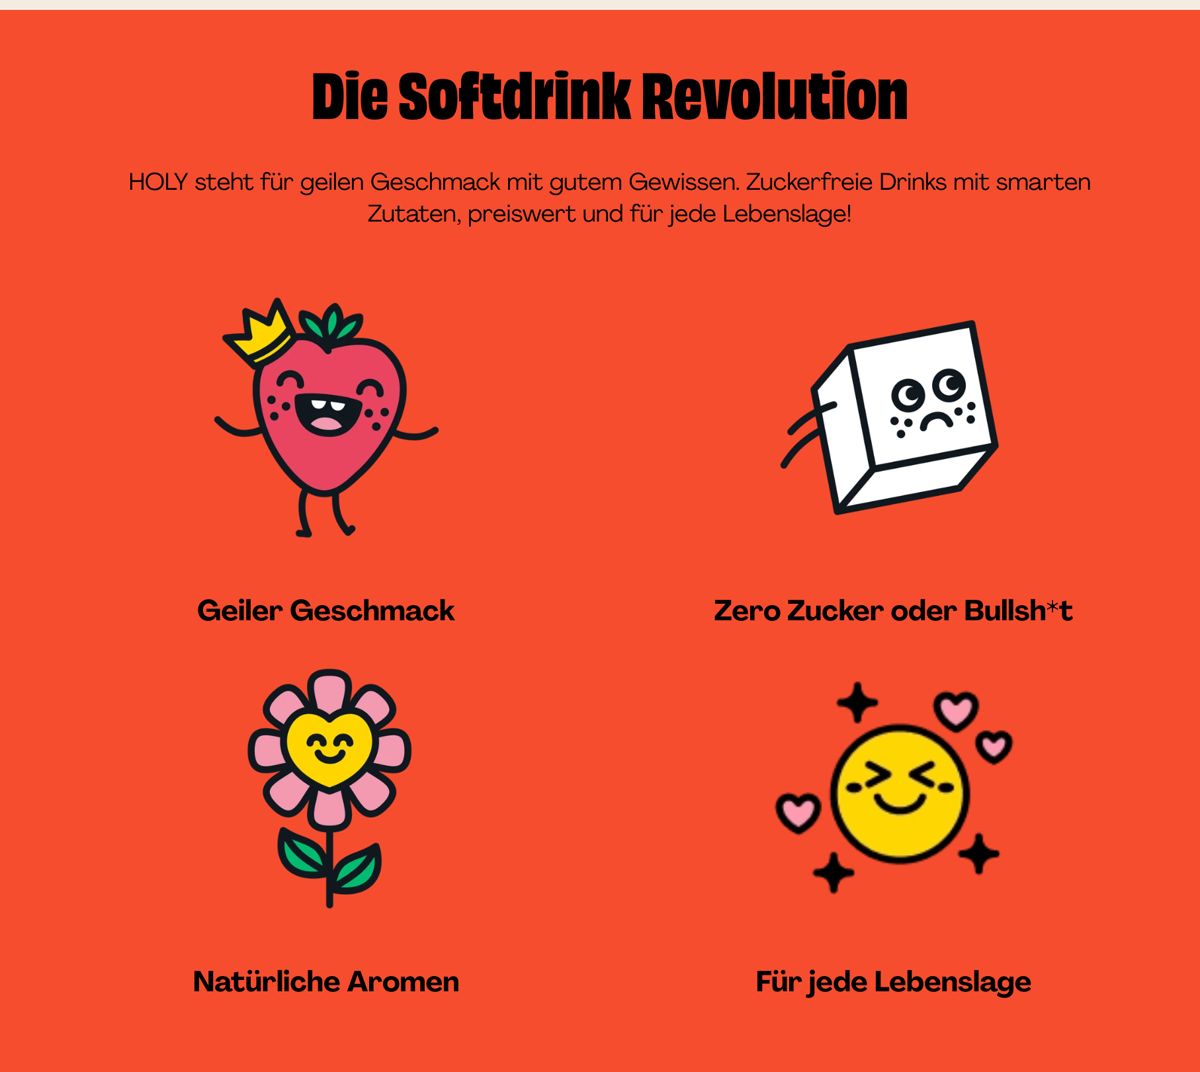 Die Softdrink Revolution
HOLY steht für geilen Geschmack mit gutem Gewissen. Zuckerfreie Drinks mit smarten
Zutaten, preiswert und für jede Lebenslage!
Geiler Geschmack
Zero Zucker oder Bullsh*t
Natürliche Aromen
Für jede Lebenslage